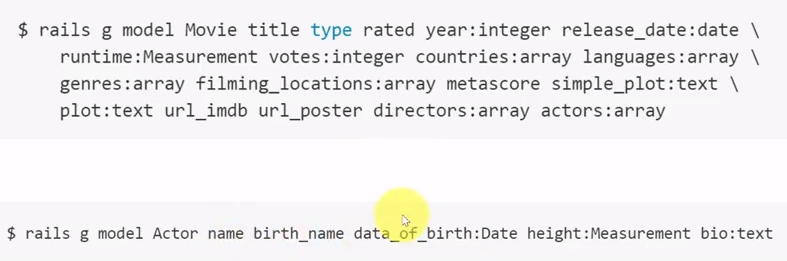 $ rails g model Movie title type rated year:integer release_date:date \
runtime:Measurement votes:integer countries:array languages:array \
genres:array filming_locations:array metascore simple_plot:text \
plot:text url_imdb url_poster directors:array actors:array
$ rails g model Actor name birth_name data_of_birth:Date height:Measurement bio:text